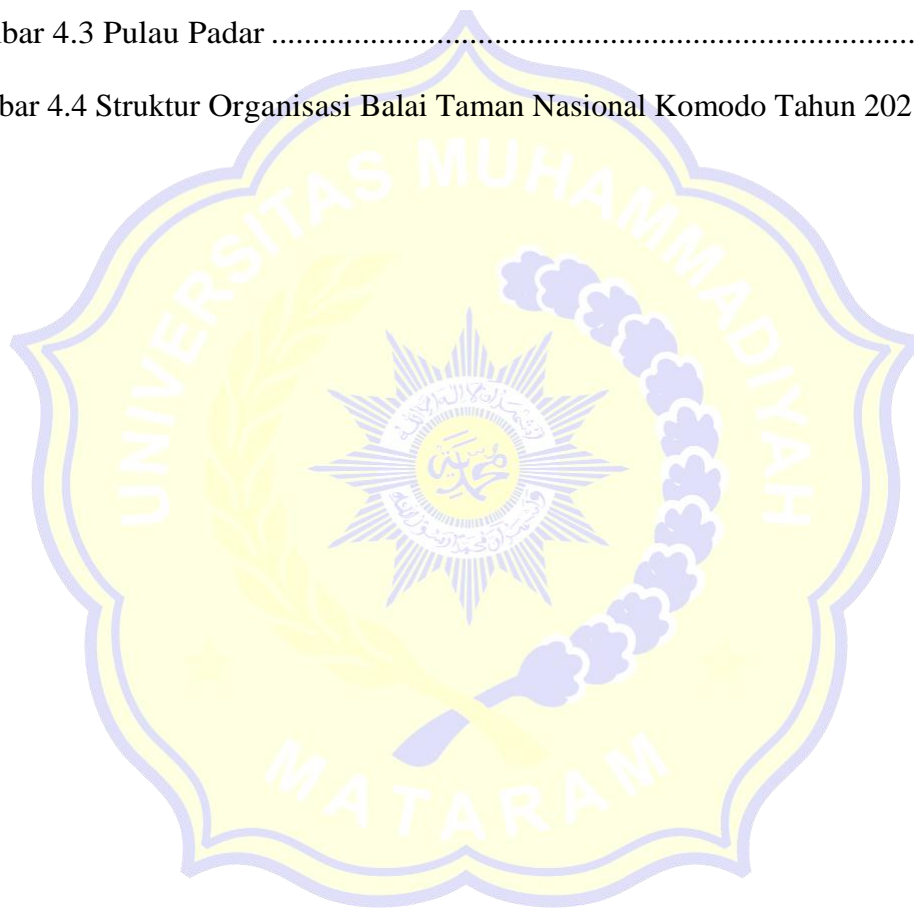 bar 4.3 Pulau Padar ..............................................................................
bar 4.4 Struktur Organisasi Balai Taman Nasional Komodo Tahun 202
UNIVERSITAS MUHAMMADIYAH
محمدية
MATARAM